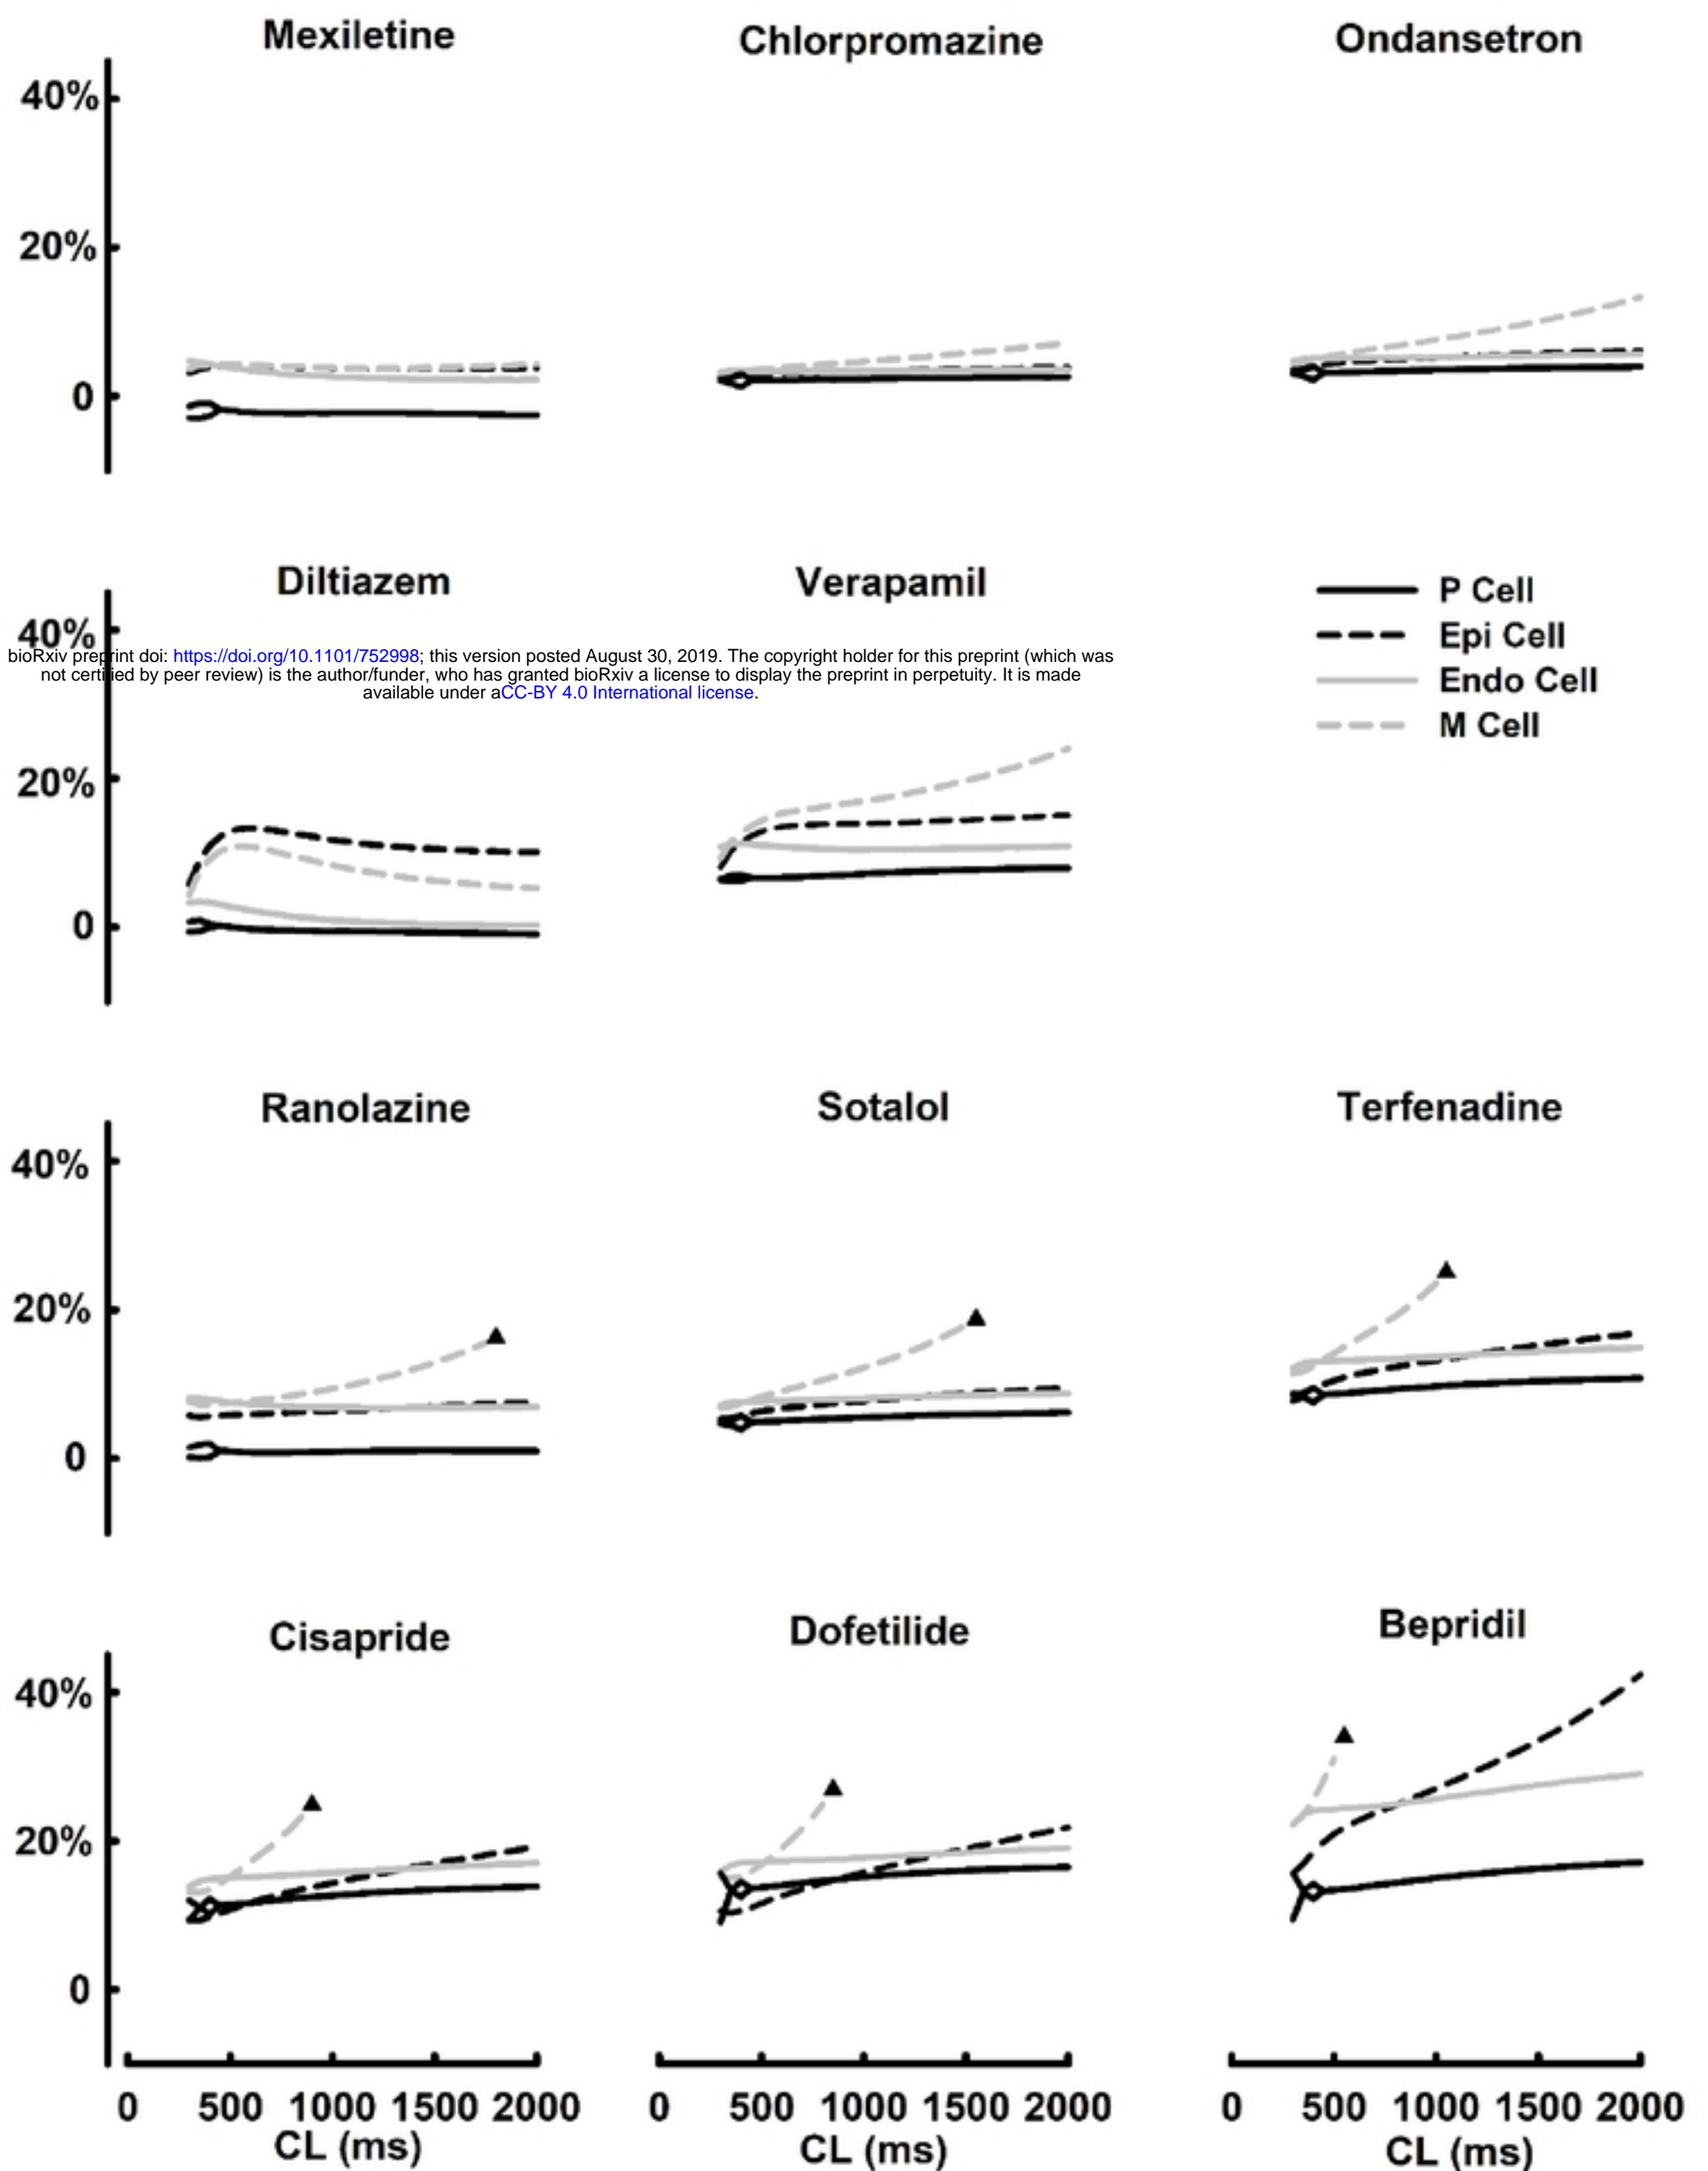 Mexiletine
Chlorpromazine
Ondansetron
40%
20%
0
Diltiazem
Verapamil
P Cell
Epi Cell
Endo Cell
M Cell
40%
bioRxiv preprint doi: https://doi.org/10.1101/752998; this version posted August 30, 2019. The copyright holder for this preprint (which was
not certified by peer review) is the author/funder, who has granted bioRxiv a license to display the preprint in perpetuity. It is made
available under aCC-BY 4.0 International license.
20%
0
Ranolazine
Sotalol
Terfenadine
40%
20%
0
Cisapride
Dofetilide
Bepridil
40%
20%
0
0 500 1000 1500 2000
0 500 1000 1500 2000
0 500 1000 1500 2000
CL (ms)
CL (ms)
CL (ms)